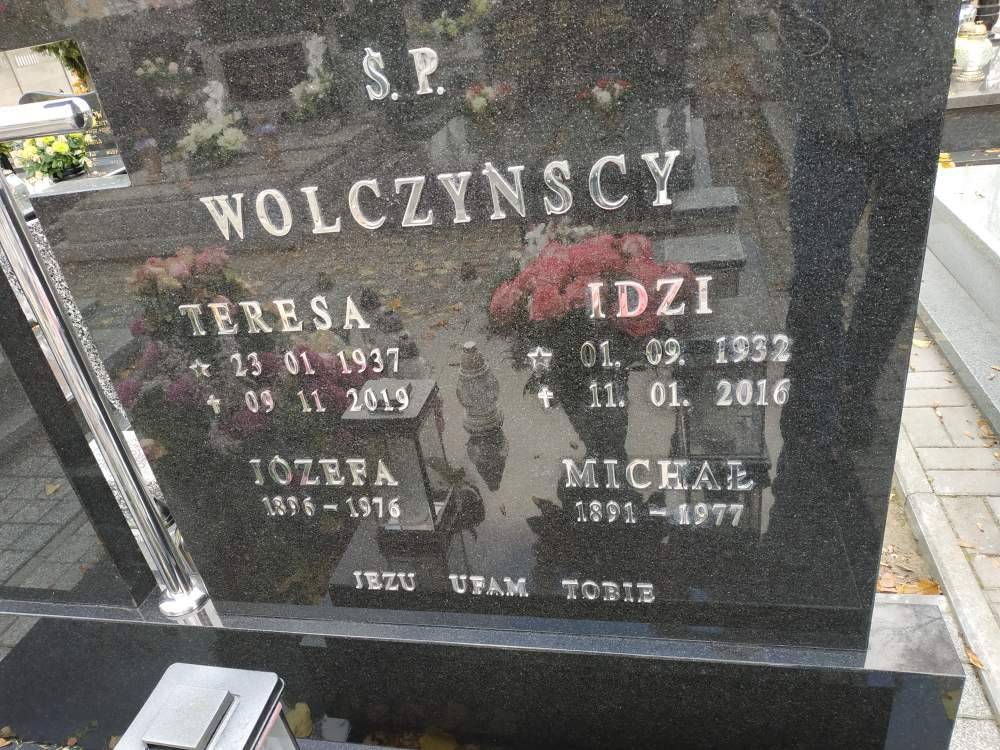 Ś.P.
WOLCZYŃSCY
TERESA
☆ 23 01 1937
✝ 09 11 2019
IDZI
☆ 01. 09. 1932
✝ 11. 01. 2016
JÓZEFA
1896 - 1976
MICHAŁ
1891 - 1977
JEZU UFAM TOBIE